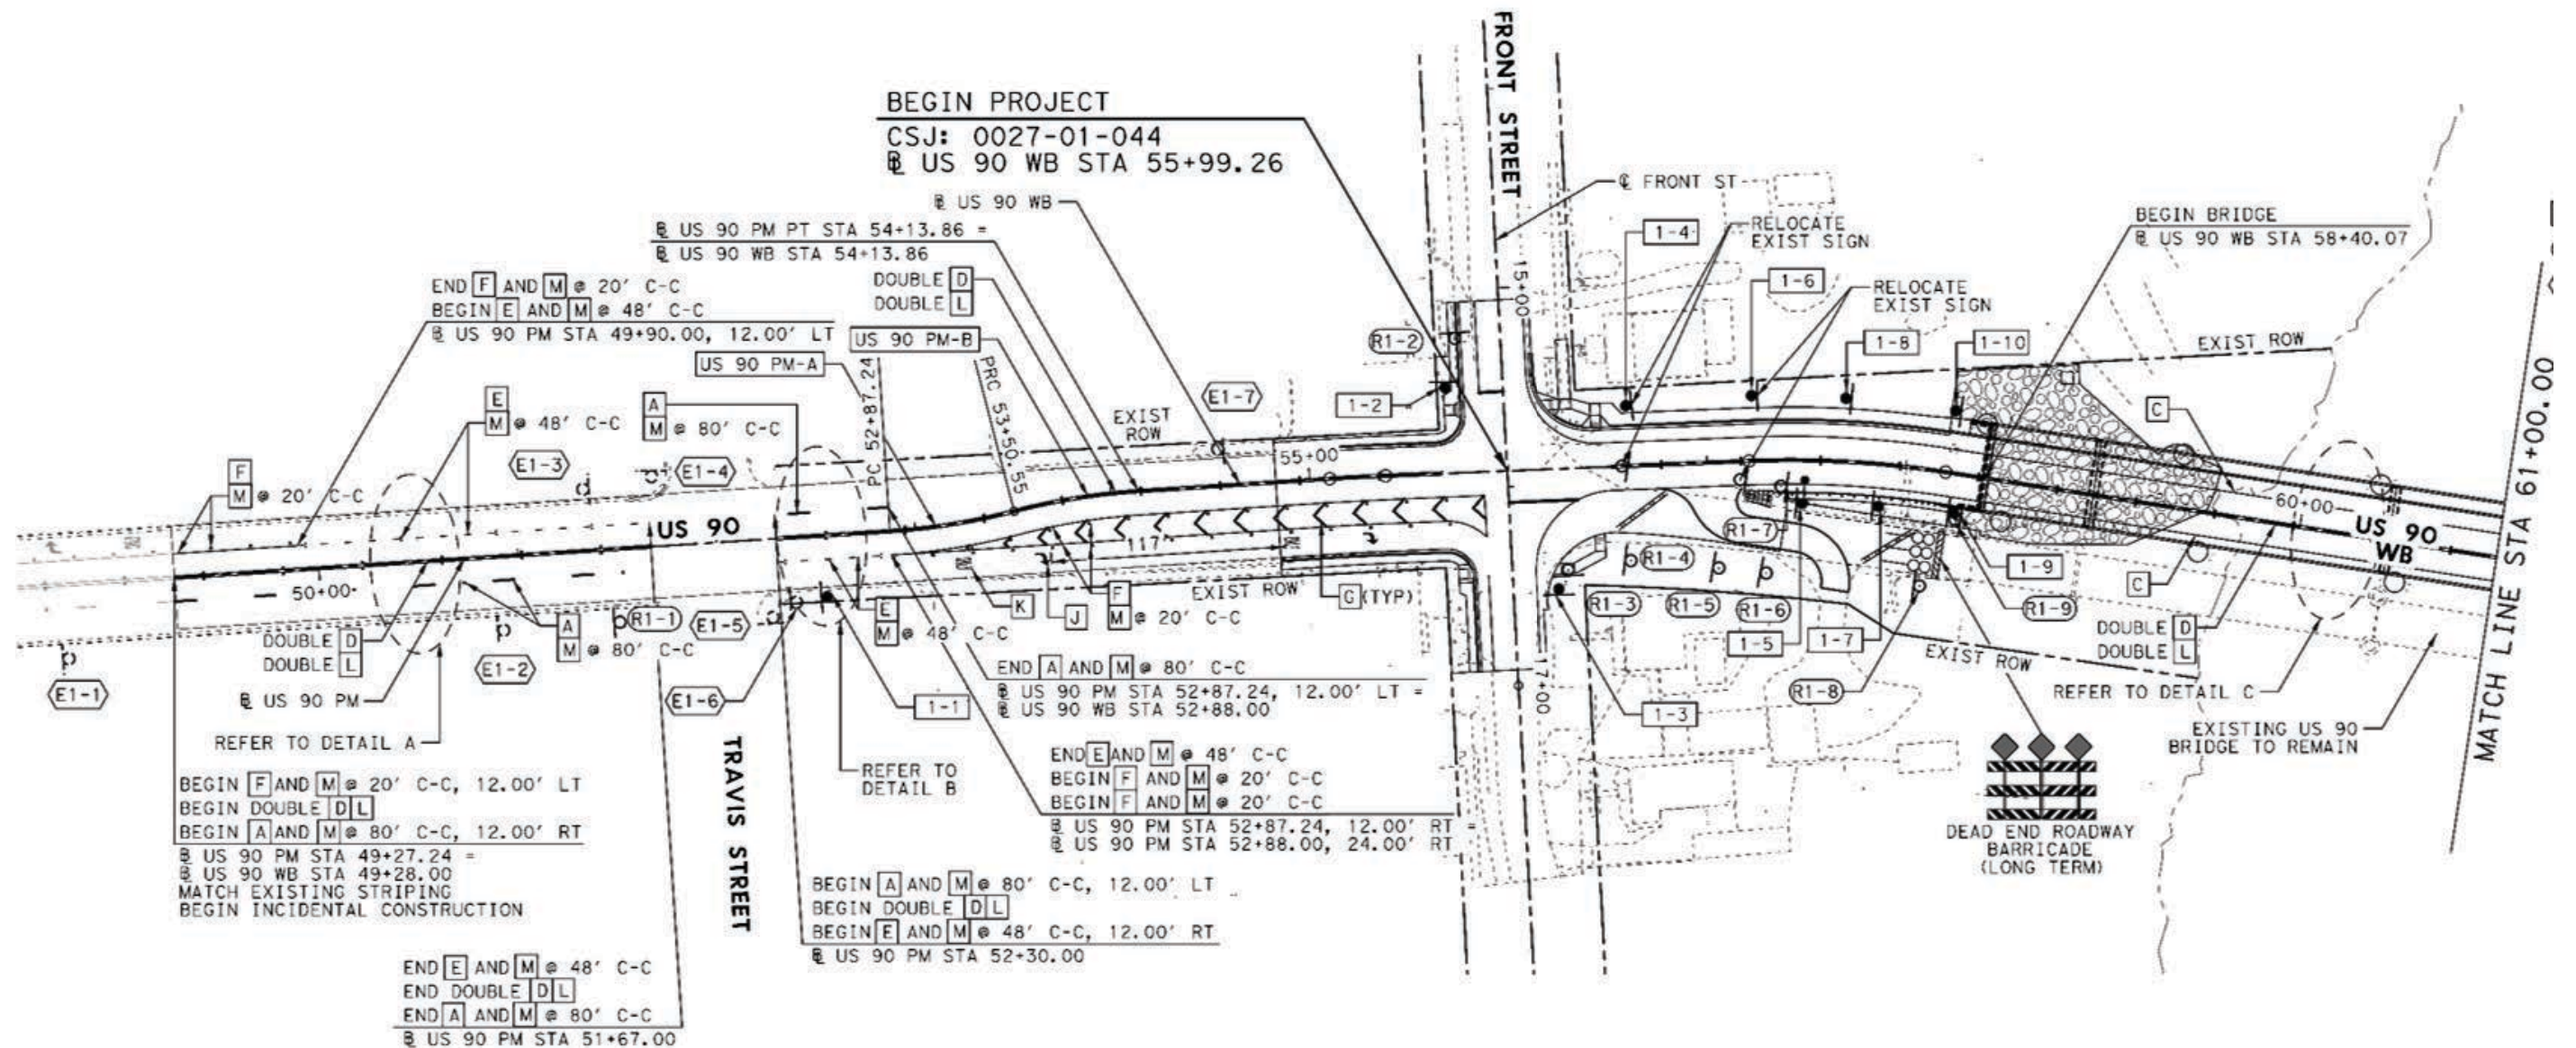 FRONT STREET
BEGIN PROJECT
CSJ: 0027-01-044
℄ US 90 WB STA 55+99.26
℄ US 90 WB
℄ US 90 PM PT STA 54+13.86 =
℄ US 90 WB STA 54+13.86
DOUBLE D
DOUBLE L
END F AND M @ 20' C-C
BEGIN E AND M @ 48' C-C
℄ US 90 PM STA 49+90.00, 12.00' LT
US 90 PM-B
US 90 PM-A
PC 52+87.24
PRC 53+50.55
℄ FRONT ST
15+00
1-4
RELOCATE
EXIST SIGN
1-6
RELOCATE
EXIST SIGN
1-8
1-10
BEGIN BRIDGE
℄ US 90 WB STA 58+40.07
EXIST ROW
R1-2
1-2
E1-7
EXIST
ROW
C
F
M @ 20' C-C
E
M @ 48' C-C
E1-3
A
M @ 80' C-C
E1-4
US 90
55+00
117'
50+00
60+00
US 90
WB
MATCH LINE STA 61+00.00
DOUBLE D
DOUBLE L
℄ US 90 PM
REFER TO DETAIL A
E1-1
E1-2
A
M @ 80' C-C
R1-1
E1-5
E1-6
1-1
E
M @ 48' C-C
K
J
F
M @ 20' C-C
EXIST ROW
G (TYP)
R1-3
R1-4
R1-5
R1-6
R1-7
1-5
1-7
R1-8
1-9
R1-9
1-3
17+00
EXIST ROW
C
DOUBLE D
DOUBLE L
REFER TO DETAIL C
EXISTING US 90
BRIDGE TO REMAIN
DEAD END ROADWAY
BARRICADE
(LONG TERM)
END A AND M @ 80' C-C
℄ US 90 PM STA 52+87.24, 12.00' LT =
℄ US 90 WB STA 52+88.00
END E AND M @ 48' C-C
BEGIN F AND M @ 20' C-C
BEGIN F AND M @ 20' C-C
℄ US 90 PM STA 52+87.24, 12.00' RT =
℄ US 90 PM STA 52+88.00, 24.00' RT
REFER TO
DETAIL B
TRAVIS STREET
BEGIN F AND M @ 20' C-C, 12.00' LT
BEGIN DOUBLE D L
BEGIN A AND M @ 80' C-C, 12.00' RT
℄ US 90 PM STA 49+27.24 =
℄ US 90 WB STA 49+28.00
MATCH EXISTING STRIPING
BEGIN INCIDENTAL CONSTRUCTION
BEGIN A AND M @ 80' C-C, 12.00' LT
BEGIN DOUBLE D L
BEGIN E AND M @ 48' C-C, 12.00' RT
℄ US 90 PM STA 52+30.00
END E AND M @ 48' C-C
END DOUBLE D L
END A AND M @ 80' C-C
℄ US 90 PM STA 51+67.00